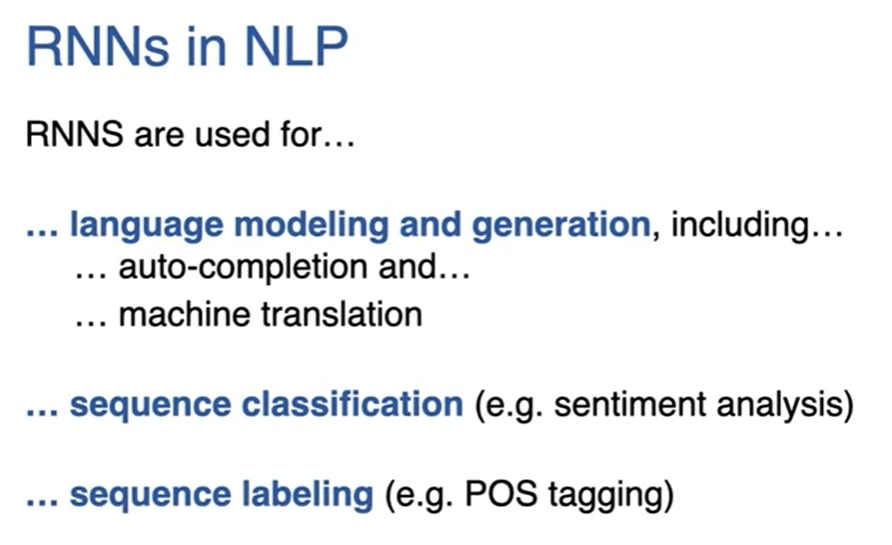 RNNs in NLP
RNNS are used for…
… language modeling and generation, including…
… auto-completion and…
… machine translation
… sequence classification (e.g. sentiment analysis)
… sequence labeling (e.g. POS tagging)